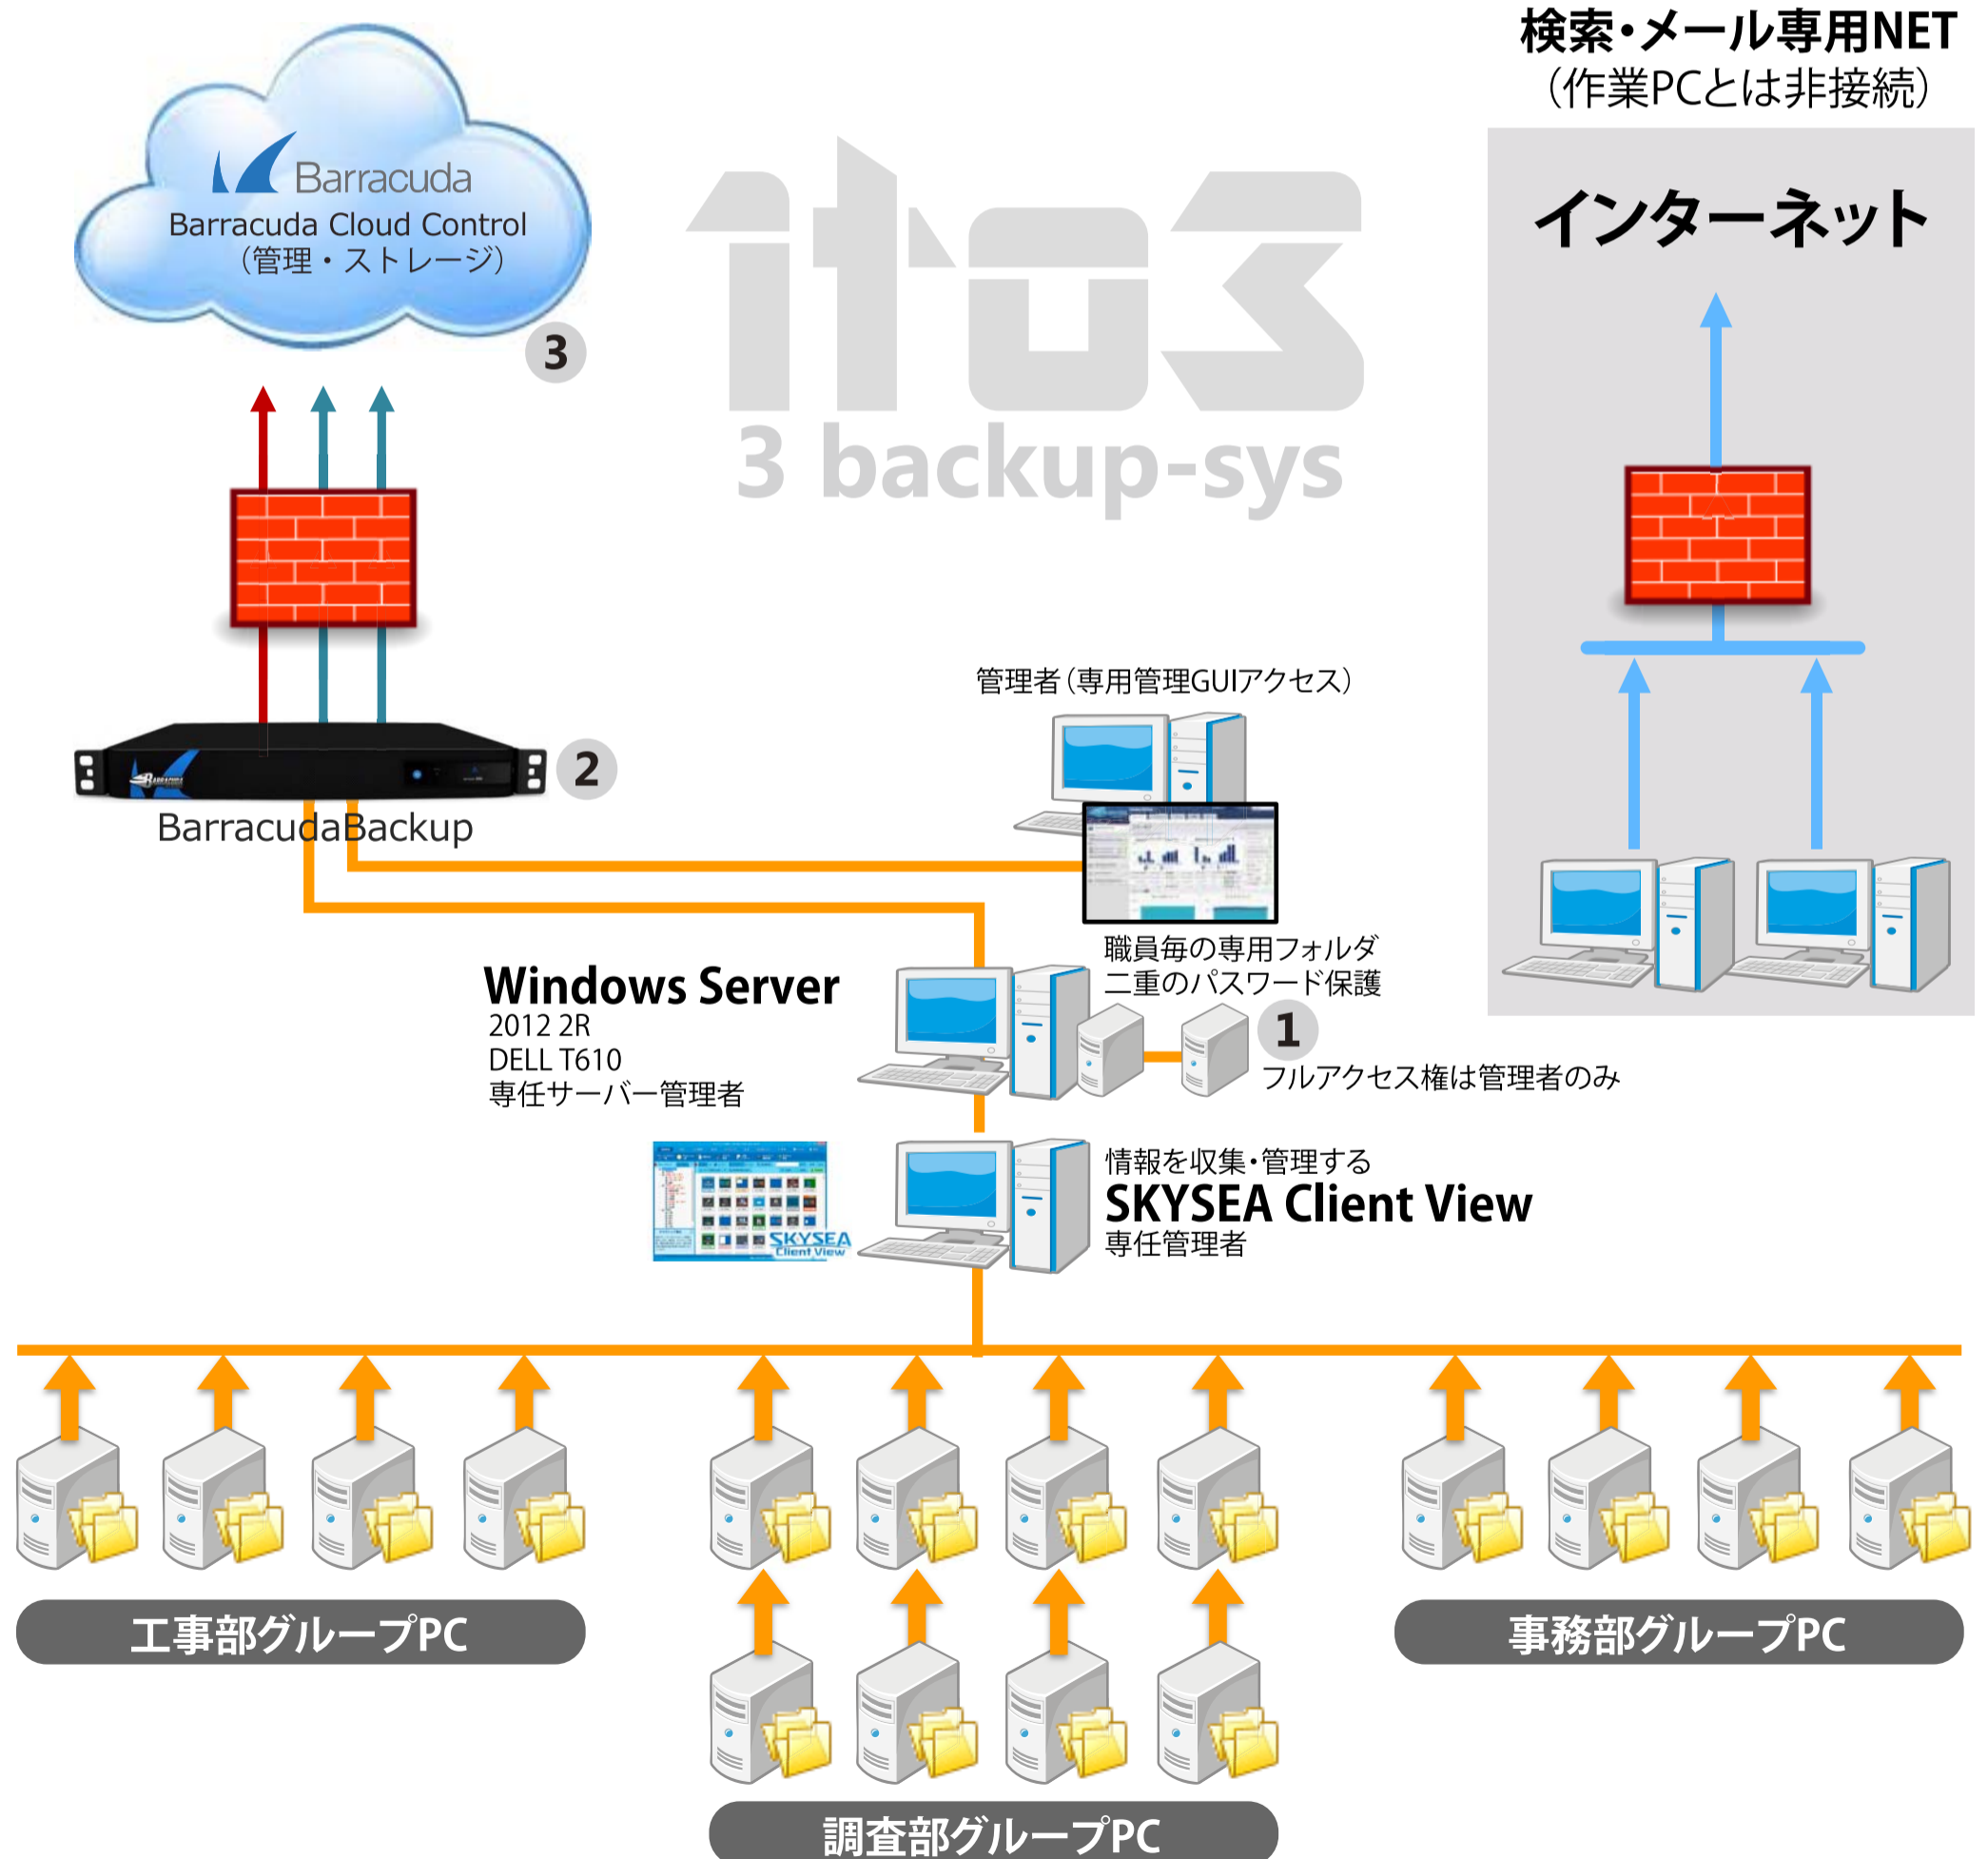 検索・メール専用NET
（作業PCとは非接続）
インターネット
Barracuda
Barracuda Cloud Control
（管理・ストレージ）
3
itos
3 backup-sys
管理者（専用管理GUIアクセス）
2
BarracudaBackup
職員毎の専用フォルダ
二重のパスワード保護
1
フルアクセス権は管理者のみ
Windows Server
2012 2R
DELL T610
専任サーバー管理者
SKYSEA
Client View
情報を収集・管理する
SKYSEA Client View
専任管理者
工事部グループPC
事務部グループPC
調査部グループPC